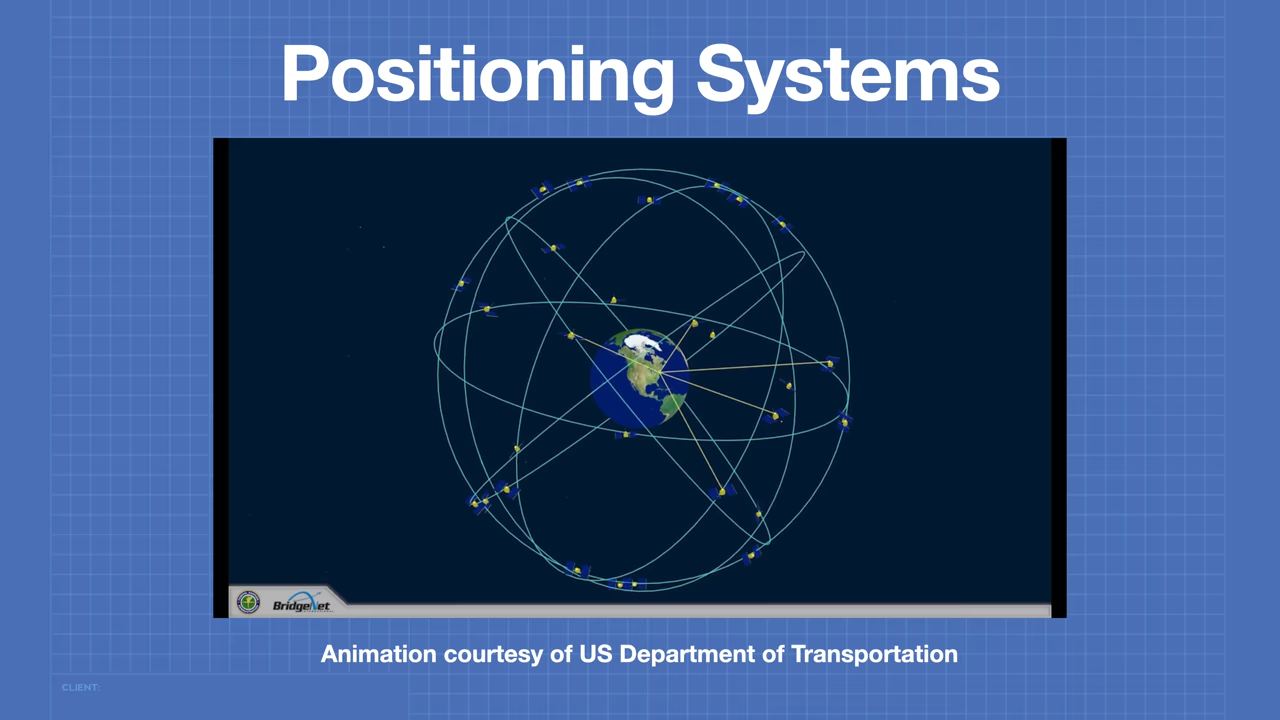 Positioning Systems
BridgeNet
Animation courtesy of US Department of Transportation
CLIENT: